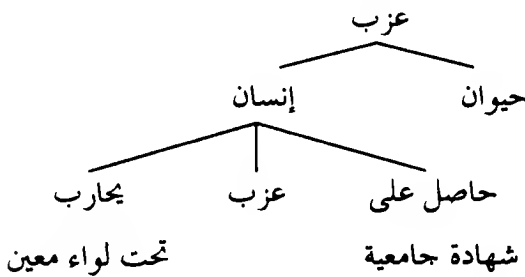 عزب
حيوان إنسان
حاصل على عزب يحارب
شهادة جامعية تحت لواء معين